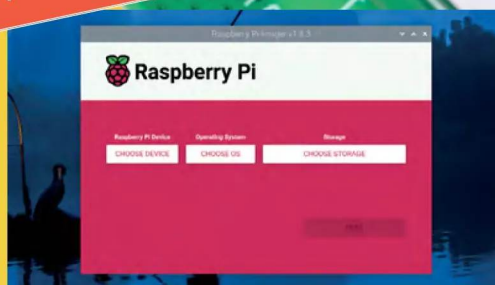 Raspberry Pi Imager v1.8.5
Raspberry Pi
Raspberry Pi Device
Operating System
Storage
CHOOSE DEVICE
CHOOSE OS
CHOOSE STORAGE
NEXT